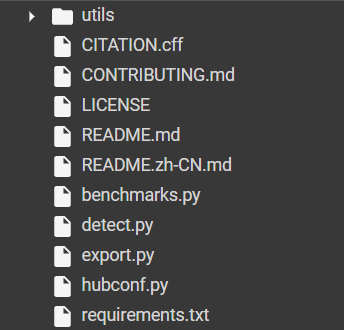 utils
CITATION.cff
CONTRIBUTING.md
LICENSE
README.md
README.zh-CN.md
benchmarks.py
detect.py
export.py
hubconf.py
requirements.txt